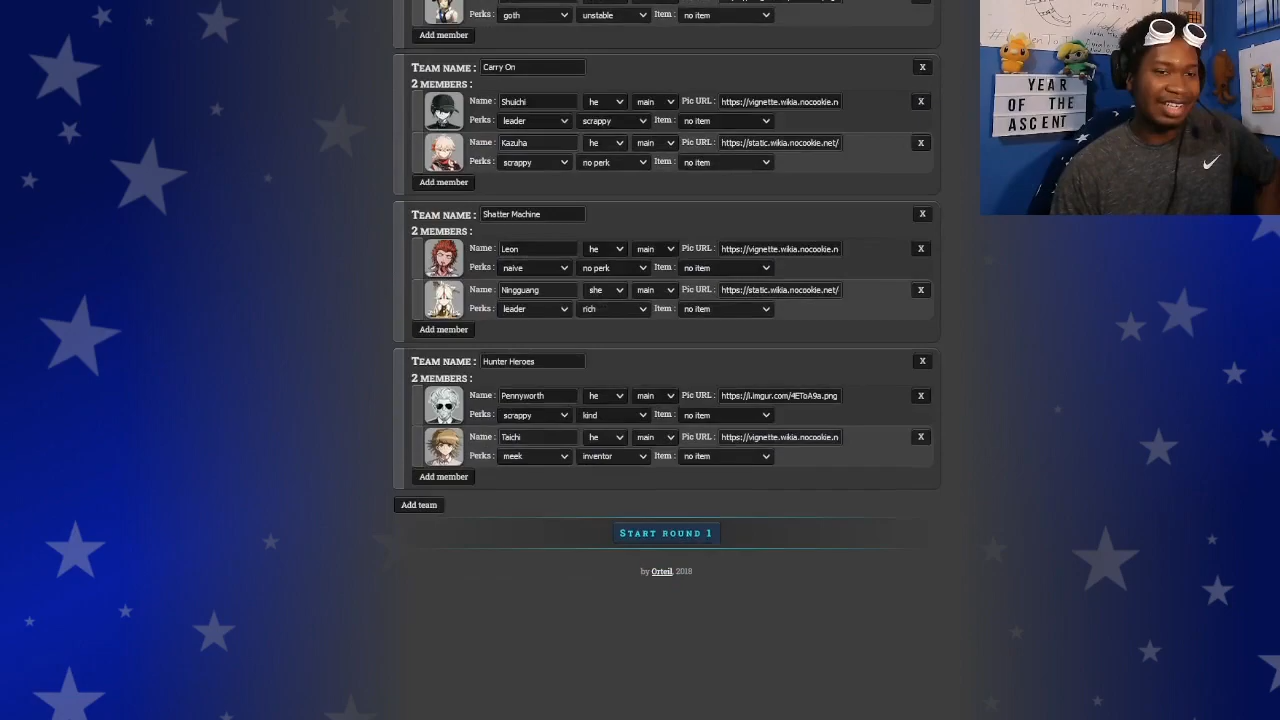 Perks : goth unstable Item : no item
Add member
TEAM NAME : Carry On X
2 MEMBERS :
Name : Shuichi he main Pic URL : https://vignette.wikia.nocookie.n X
Perks : leader scrappy Item : no item
Name : Kazuha he main Pic URL : https://static.wikia.nocookie.net/ X
Perks : scrappy no perk Item : no item
Add member
TEAM NAME : Shatter Machine X
2 MEMBERS :
Name : Leon he main Pic URL : https://vignette.wikia.nocookie.n X
Perks : naive no perk Item : no item
Name : Ningguang she main Pic URL : https://static.wikia.nocookie.net/ X
Perks : leader rich Item : no item
Add member
TEAM NAME : Hunter Heroes X
2 MEMBERS :
Name : Pennyworth he main Pic URL : https://i.imgur.com/4EToA9a.png X
Perks : scrappy kind Item : no item
Name : Taichi he main Pic URL : https://vignette.wikia.nocookie.n X
Perks : meek inventor Item : no item
Add member
Add team
START ROUND 1
by Orteil, 2018
YEAR
OF THE
ASCENT